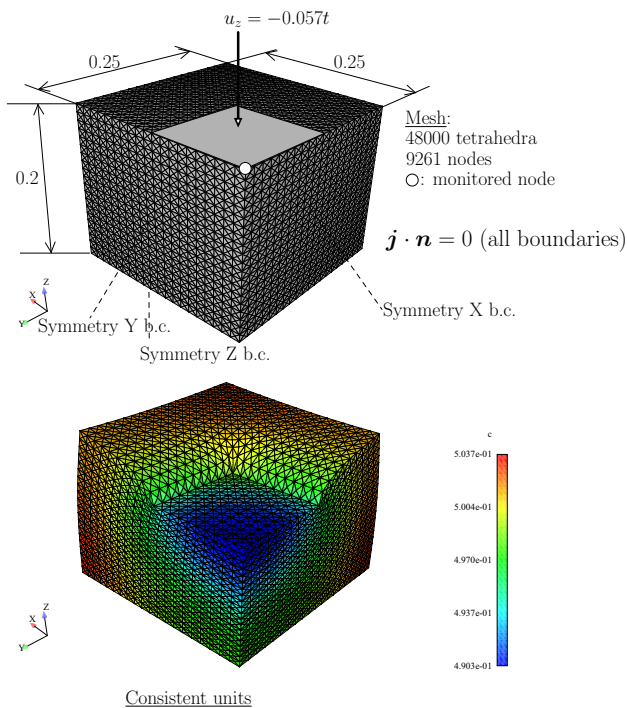 u_z = −0.057t
0.25
0.25
0.2
Mesh:
48000 tetrahedra
9261 nodes
○: monitored node
j · n = 0 (all boundaries)
Z
X
Y
Symmetry Y b.c.
Symmetry Z b.c.
Symmetry X b.c.
c
5.037e-01
5.004e-01
4.970e-01
4.937e-01
4.903e-01
Z
X
Y
Consistent units